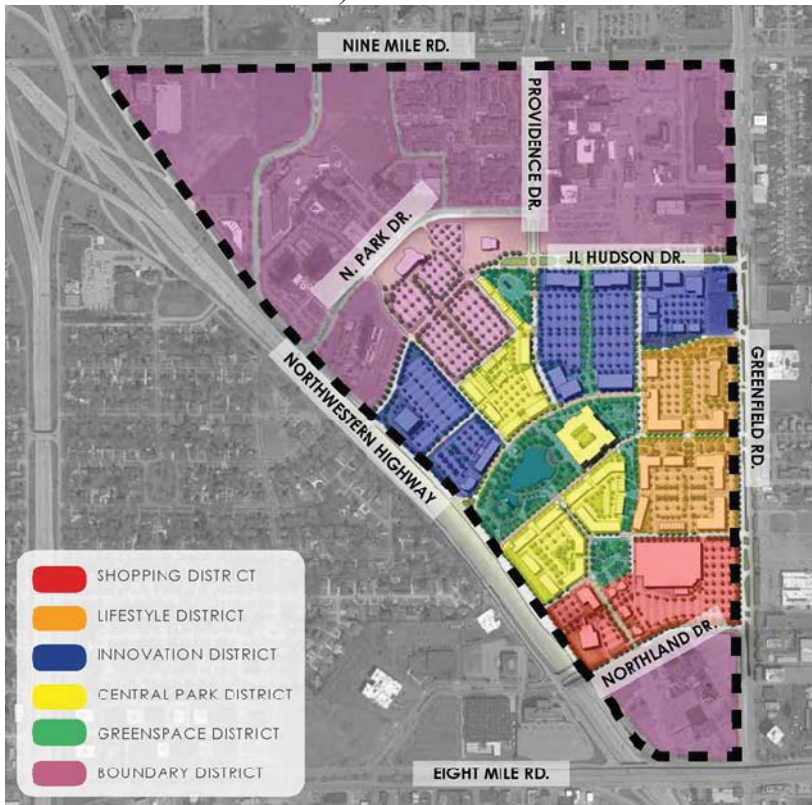 NINE MILE RD.
PROVIDENCE DR.
N. PARK DR.
JL HUDSON DR.
NORTHWESTERN HIGHWAY
GREENFIELD RD.
NORTHLAND DR.
SHOPPING DISTRICT
LIFESTYLE DISTRICT
INNOVATION DISTRICT
CENTRAL PARK DISTRICT
GREENSPACE DISTRICT
BOUNDARY DISTRICT
EIGHT MILE RD.